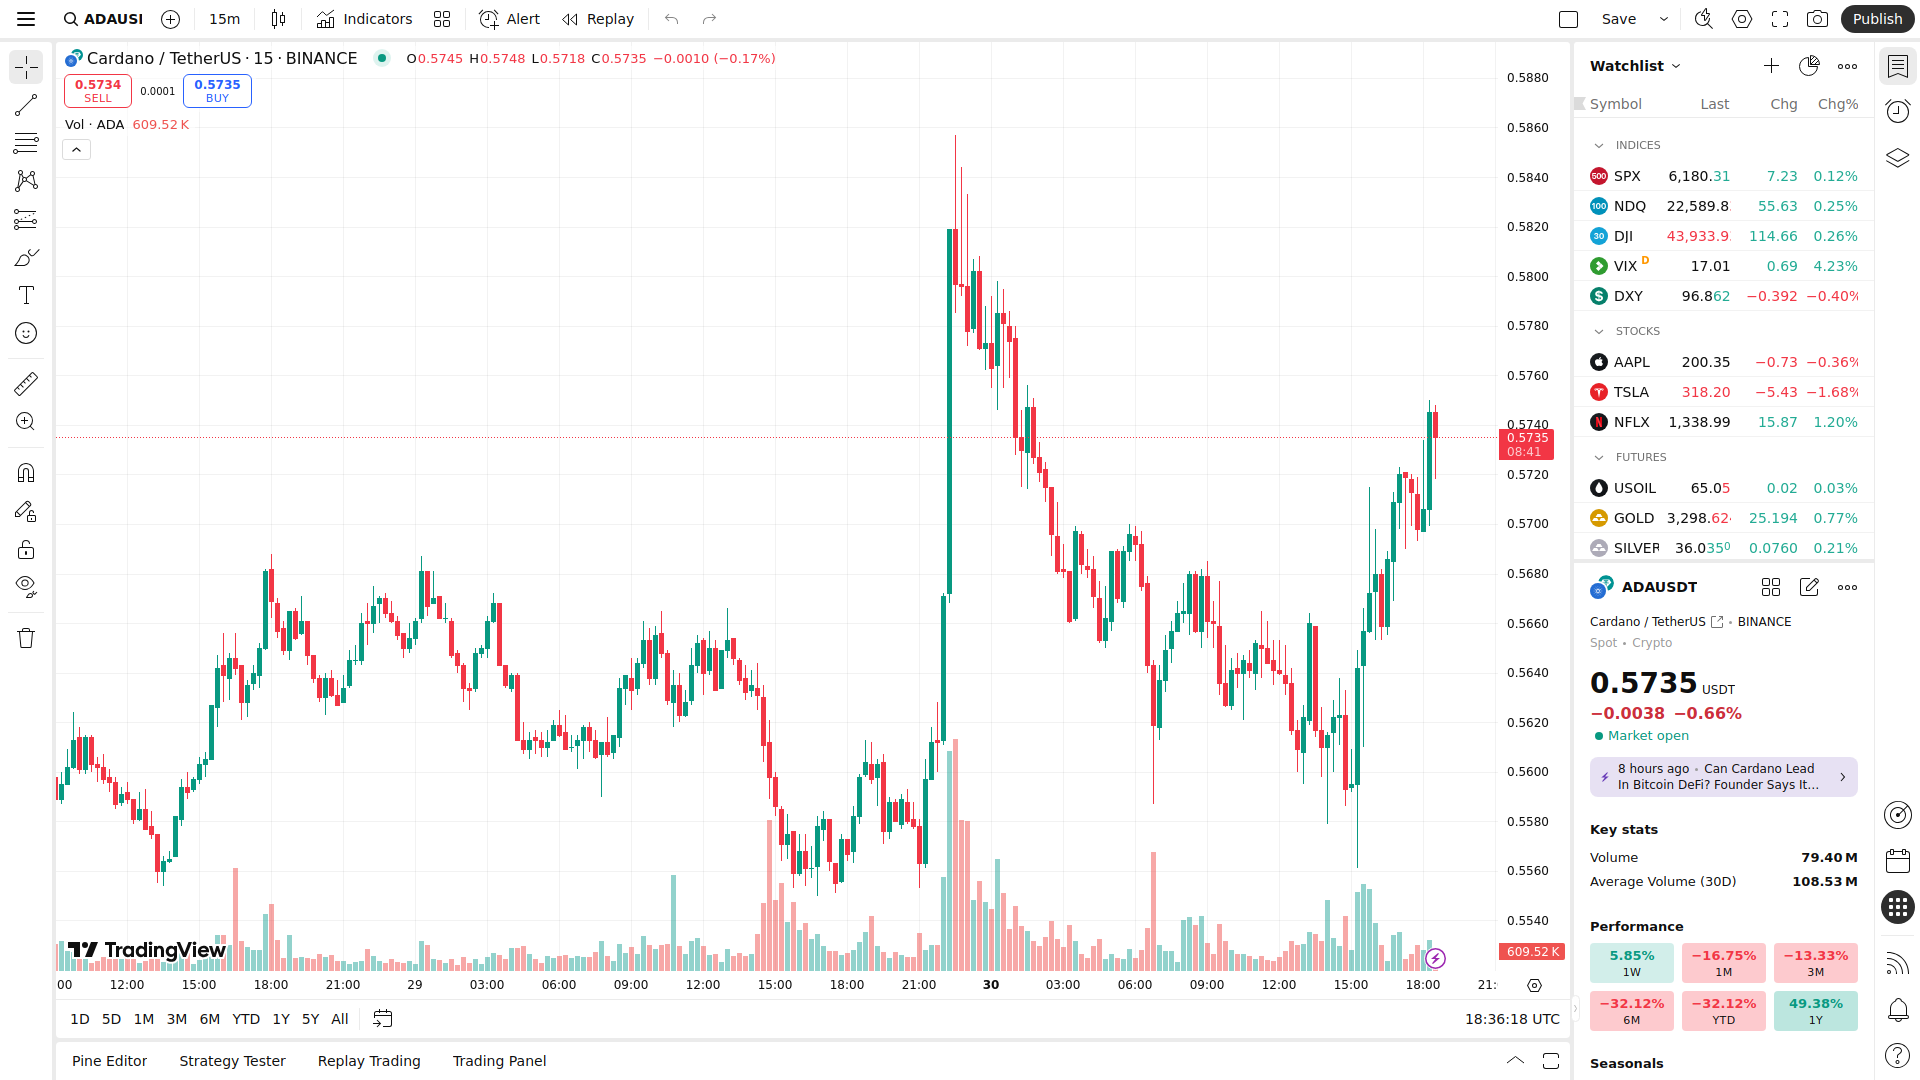 ADAUSI
15m
Indicators
Alert
Replay
Save
Publish
Cardano / TetherUS · 15 · BINANCE
O0.5745 H0.5748 L0.5718 C0.5735 −0.0010 (−0.17%)
0.5734
SELL
0.0001
0.5735
BUY
Vol · ADA 609.52 K
0.5880
0.5860
0.5840
0.5820
0.5800
0.5780
0.5760
0.5740
0.5735
08:41
0.5720
0.5700
0.5680
0.5660
0.5640
0.5620
0.5600
0.5580
0.5560
0.5540
609.52 K
TradingView
00 12:00 15:00 18:00 21:00 29 03:00 06:00 09:00 12:00 15:00 18:00 21:00 30 03:00 06:00 09:00 12:00 15:00 18:00 21:
1D 5D 1M 3M 6M YTD 1Y 5Y All
18:36:18 UTC
Pine Editor Strategy Tester Replay Trading Trading Panel
Watchlist
Symbol Last Chg Chg%
INDICES
500 SPX 6,180.31 7.23 0.12%
100 NDQ 22,589.8 55.63 0.25%
30 DJI 43,933.9 114.66 0.26%
VIX D 17.01 0.69 4.23%
DXY 96.862 −0.392 −0.40%
STOCKS
AAPL 200.35 −0.73 −0.36%
TSLA 318.20 −5.43 −1.68%
NFLX 1,338.99 15.87 1.20%
FUTURES
USOIL 65.05 0.02 0.03%
GOLD 3,298.62 25.194 0.77%
SILVER 36.0350 0.0760 0.21%
ADAUSDT
Cardano / TetherUS • BINANCE
Spot • Crypto
0.5735 USDT
−0.0038 −0.66%
Market open
8 hours ago • Can Cardano Lead
In Bitcoin DeFi? Founder Says It...
Key stats
Volume 79.40 M
Average Volume (30D) 108.53 M
Performance
5.85% −16.75% −13.33%
1W 1M 3M
−32.12% −32.12% 49.38%
6M YTD 1Y
Seasonals